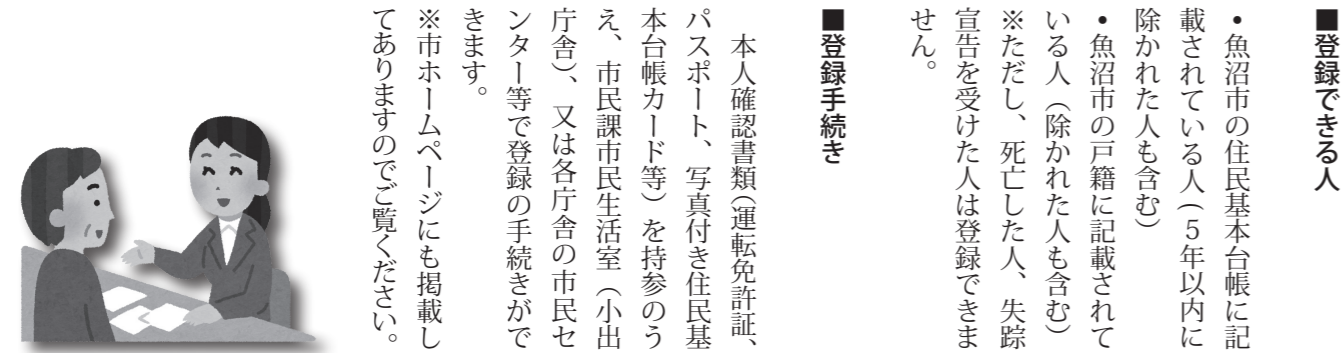 ■登録できる人
・魚沼市の住民基本台帳に記
載されている人(５年以内に
除かれた人も含む)
・魚沼市の戸籍に記載されて
いる人（除かれた人も含む）
※ただし、死亡した人、失踪
宣告を受けた人は登録できま
せん。
■登録手続き
　本人確認書類(運転免許証、
パスポート、写真付き住民基
本台帳カード等）を持参のう
え、市民課市民生活室（小出
庁舎）、又は各庁舎の市民セ
ンター等で登録の手続きがで
きます。
※市ホームページにも掲載し
てありますのでご覧ください。